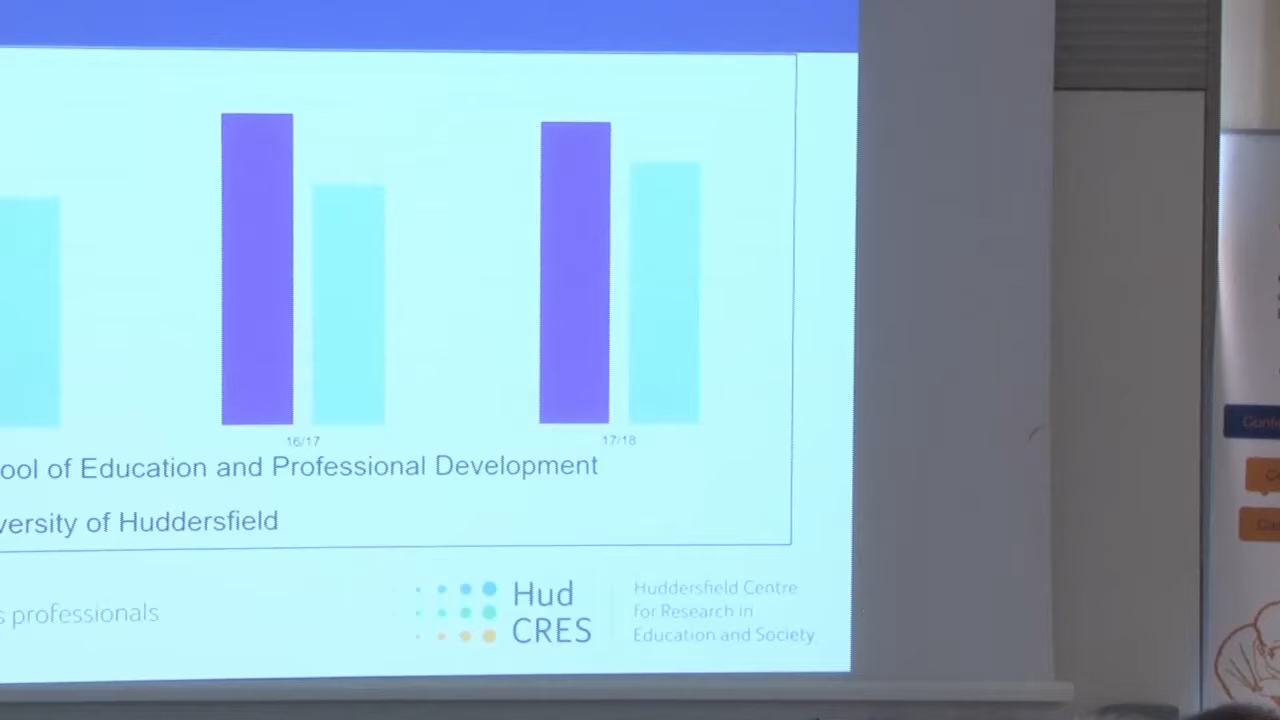 16/17 17/18
ool of Education and Professional Development
versity of Huddersfield
s professionals
Hud
CRES
Huddersfield Centre
for Research in
Education and Society